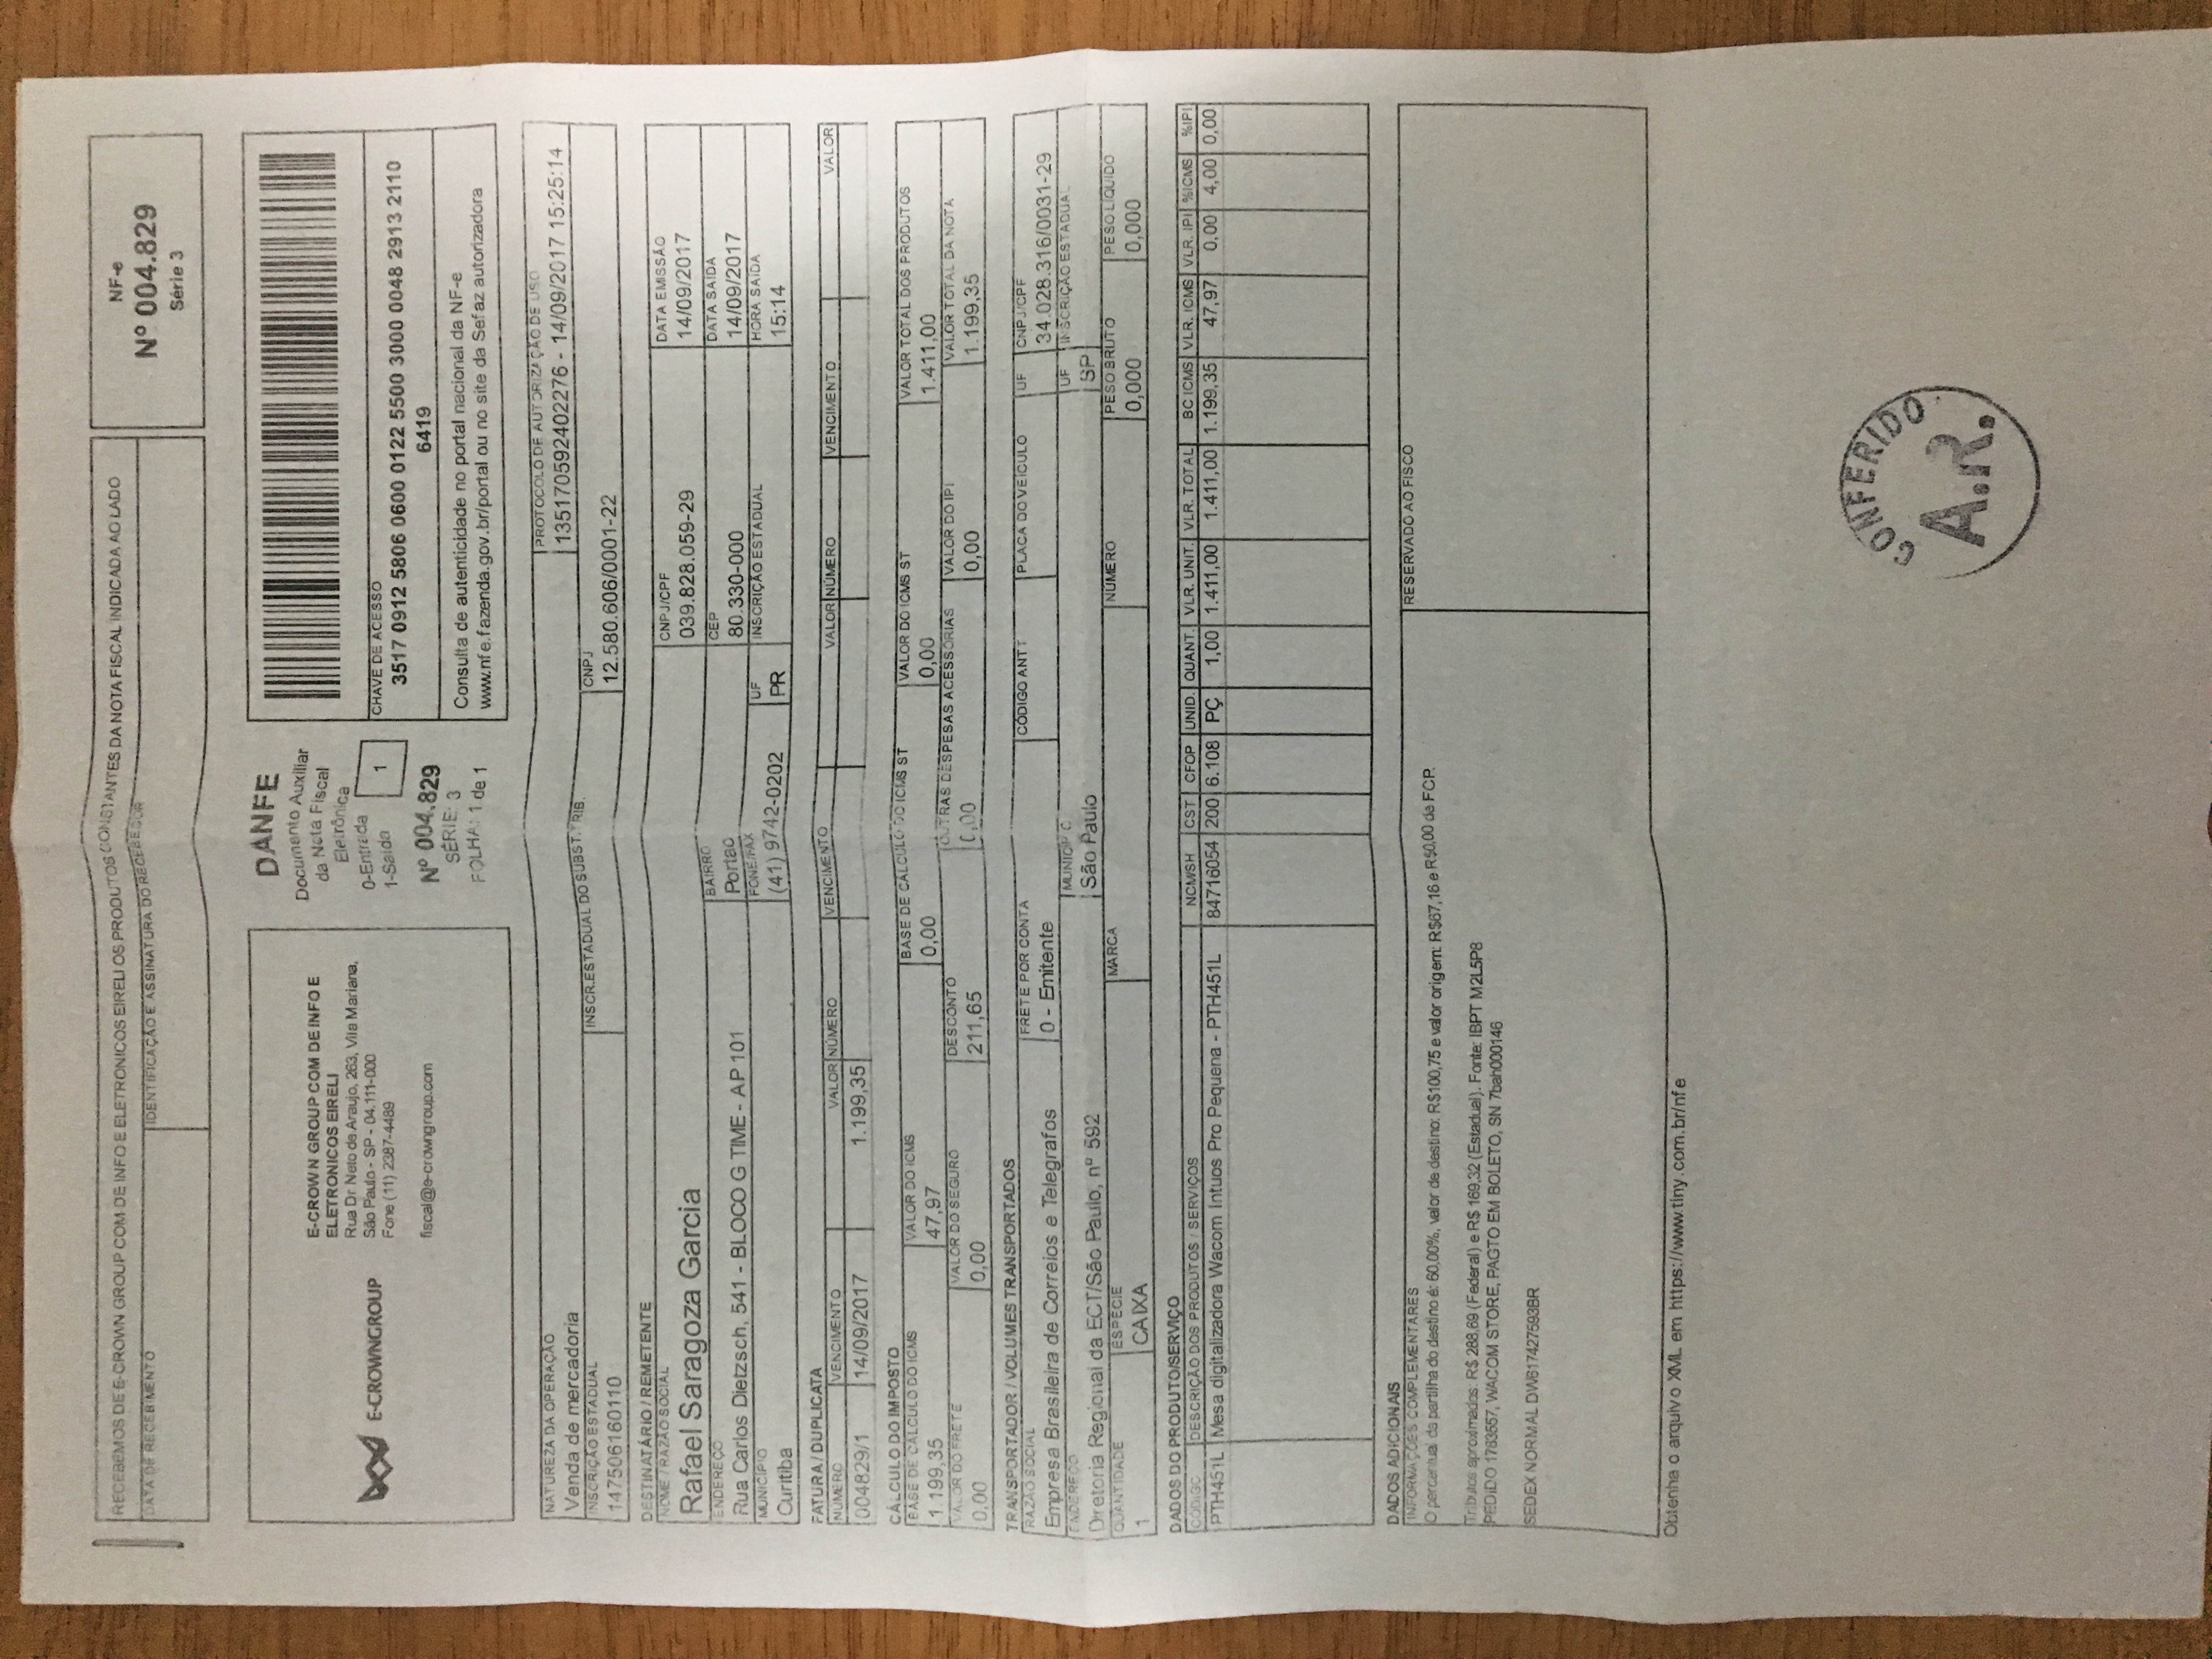 RECEBEMOS DE E-CROWN GROUP COM DE INFO E ELETRONICOS EIRELI OS PRODUTOS CONSTANTES DA NOTA FISCAL INDICADA AO LADO
DATA DE RECEBIMENTO IDENTIFICAÇÃO E ASSINATURA DO RECEBEDOR
NF-e
Nº 004.829
Série 3
E-CROWNGROUP
E-CROWN GROUP COM DE INFO E
ELETRONICOS EIRELI
Rua Dr Neto de Araujo, 263, Vila Mariana,
São Paulo - SP - 04.111-000
Fone (11) 2387-4489
fiscal@e-crowngroup.com
DANFE
Documento Auxiliar
da Nota Fiscal
Eletrônica
0-Entrada
1-Saída
1
Nº 004.829
SÉRIE: 3
FOLHA: 1 de 1
CHAVE DE ACESSO
3517 0912 5806 0600 0122 5500 3000 0048 2913 2110
6419
Consulta de autenticidade no portal nacional da NF-e
www.nfe.fazenda.gov.br/portal ou no site da Sefaz autorizadora
NATUREZA DA OPERAÇÃO PROTOCOLO DE AUTORIZAÇÃO DE USO
Venda de mercadoria 135170592402276 - 14/09/2017 15:25:14
INSCRIÇÃO ESTADUAL INSCR.ESTADUAL DO SUBST. TRIB. CNPJ
147506160110 12.580.606/0001-22
DESTINATÁRIO / REMETENTE
NOME / RAZÃO SOCIAL CNPJ/CPF DATA EMISSÃO
Rafael Saragoza Garcia 039.828.059-29 14/09/2017
ENDEREÇO BAIRRO CEP DATA SAÍDA
Rua Carlos Dietzsch, 541 - BLOCO G TIME - AP 101 Portao 80.330-000 14/09/2017
MUNICÍPIO FONE/FAX UF INSCRIÇÃO ESTADUAL HORA SAÍDA
Curitiba (41) 9742-0202 PR 15:14
FATURA / DUPLICATA
NÚMERO VENCIMENTO VALOR NÚMERO VENCIMENTO VALOR NÚMERO VENCIMENTO VALOR
004829/1 14/09/2017 1.199,35
CÁLCULO DO IMPOSTO
BASE DE CÁLCULO DO ICMS VALOR DO ICMS BASE DE CÁLCULO DO ICMS ST VALOR DO ICMS ST VALOR TOTAL DOS PRODUTOS
1.199,35 47,97 0,00 0,00 1.411,00
VALOR DO FRETE VALOR DO SEGURO DESCONTO OUTRAS DESPESAS ACESSÓRIAS VALOR DO IPI VALOR TOTAL DA NOTA
0,00 0,00 211,65 0,00 0,00 1.199,35
TRANSPORTADOR / VOLUMES TRANSPORTADOS
RAZÃO SOCIAL FRETE POR CONTA CÓDIGO ANTT PLACA DO VEÍCULO UF CNPJ/CPF
Empresa Brasileira de Correios e Telegrafos 0 - Emitente 34.028.316/0031-29
ENDEREÇO MUNICÍPIO UF INSCRIÇÃO ESTADUAL
Diretoria Regional da ECT/São Paulo, nº 592 São Paulo SP
QUANTIDADE ESPÉCIE MARCA NÚMERO PESO BRUTO PESO LÍQUIDO
1 CAIXA 0,000 0,000
DADOS DO PRODUTO/SERVIÇO
CÓDIGO DESCRIÇÃO DOS PRODUTOS / SERVIÇOS NCM/SH CST CFOP UNID. QUANT. VLR. UNIT. VLR. TOTAL BC ICMS VLR. ICMS VLR. IPI %ICMS %IPI
PTH451L Mesa digitalizadora Wacom Intuos Pro Pequena - PTH451L 84716054 200 6.108 PÇ 1,00 1.411,00 1.411,00 1.199,35 47,97 0,00 4,00 0,00
DADOS ADICIONAIS
INFORMAÇÕES COMPLEMENTARES RESERVADO AO FISCO
O percentual da partilha do destino é: 60,00%, valor de destino: R$100,75 e valor origem: R$67,16 e R$0,00 de FCP.
Tributos aproximados: R$ 288,69 (Federal) e R$ 169,32 (Estadual). Fonte: IBPT M2L5P8
PEDIDO 1783557, WACOM STORE, PAGTO EM BOLETO, SN 7bah000146
SEDEX NORMAL DW617427593BR
Obtenha o arquivo XML em https://www.tiny.com.br/nfe
CONFERIDO
A.R.